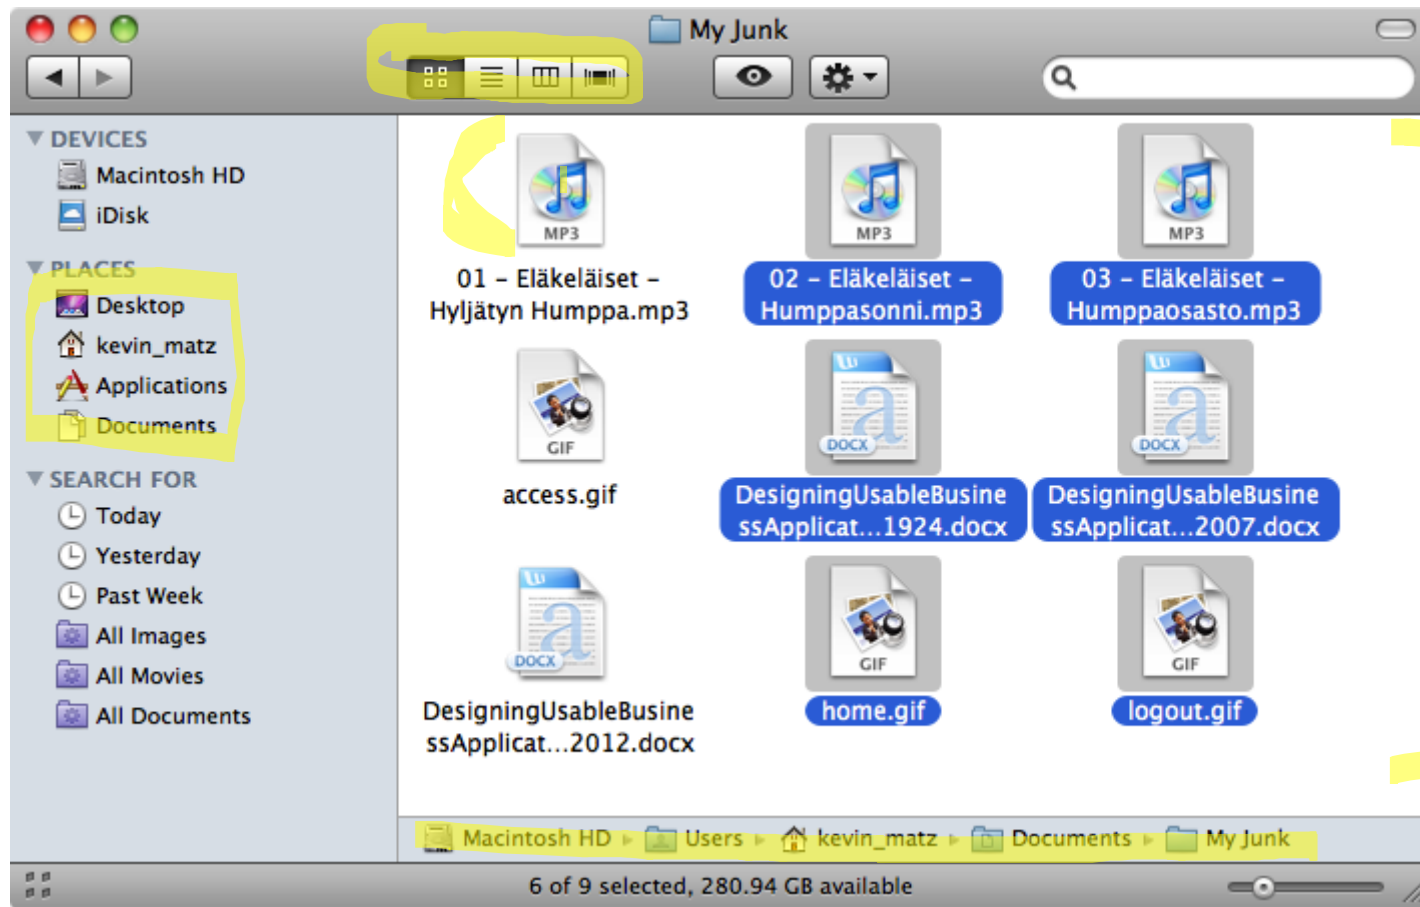 My Junk
DEVICES
Macintosh HD
iDisk
PLACES
Desktop
kevin_matz
Applications
Documents
SEARCH FOR
Today
Yesterday
Past Week
All Images
All Movies
All Documents
MP3
MP3
MP3
01 – Eläkeläiset –
Hyljätyn Humppa.mp3
02 – Eläkeläiset –
Humppasonni.mp3
03 – Eläkeläiset –
Humppaosasto.mp3
GIF
DOCX
DOCX
access.gif
DesigningUsableBusine
ssApplicat...1924.docx
DesigningUsableBusine
ssApplicat...2007.docx
DOCX
GIF
GIF
DesigningUsableBusine
ssApplicat...2012.docx
home.gif
logout.gif
Macintosh HD ▸ Users ▸ kevin_matz ▸ Documents ▸ My Junk
6 of 9 selected, 280.94 GB available